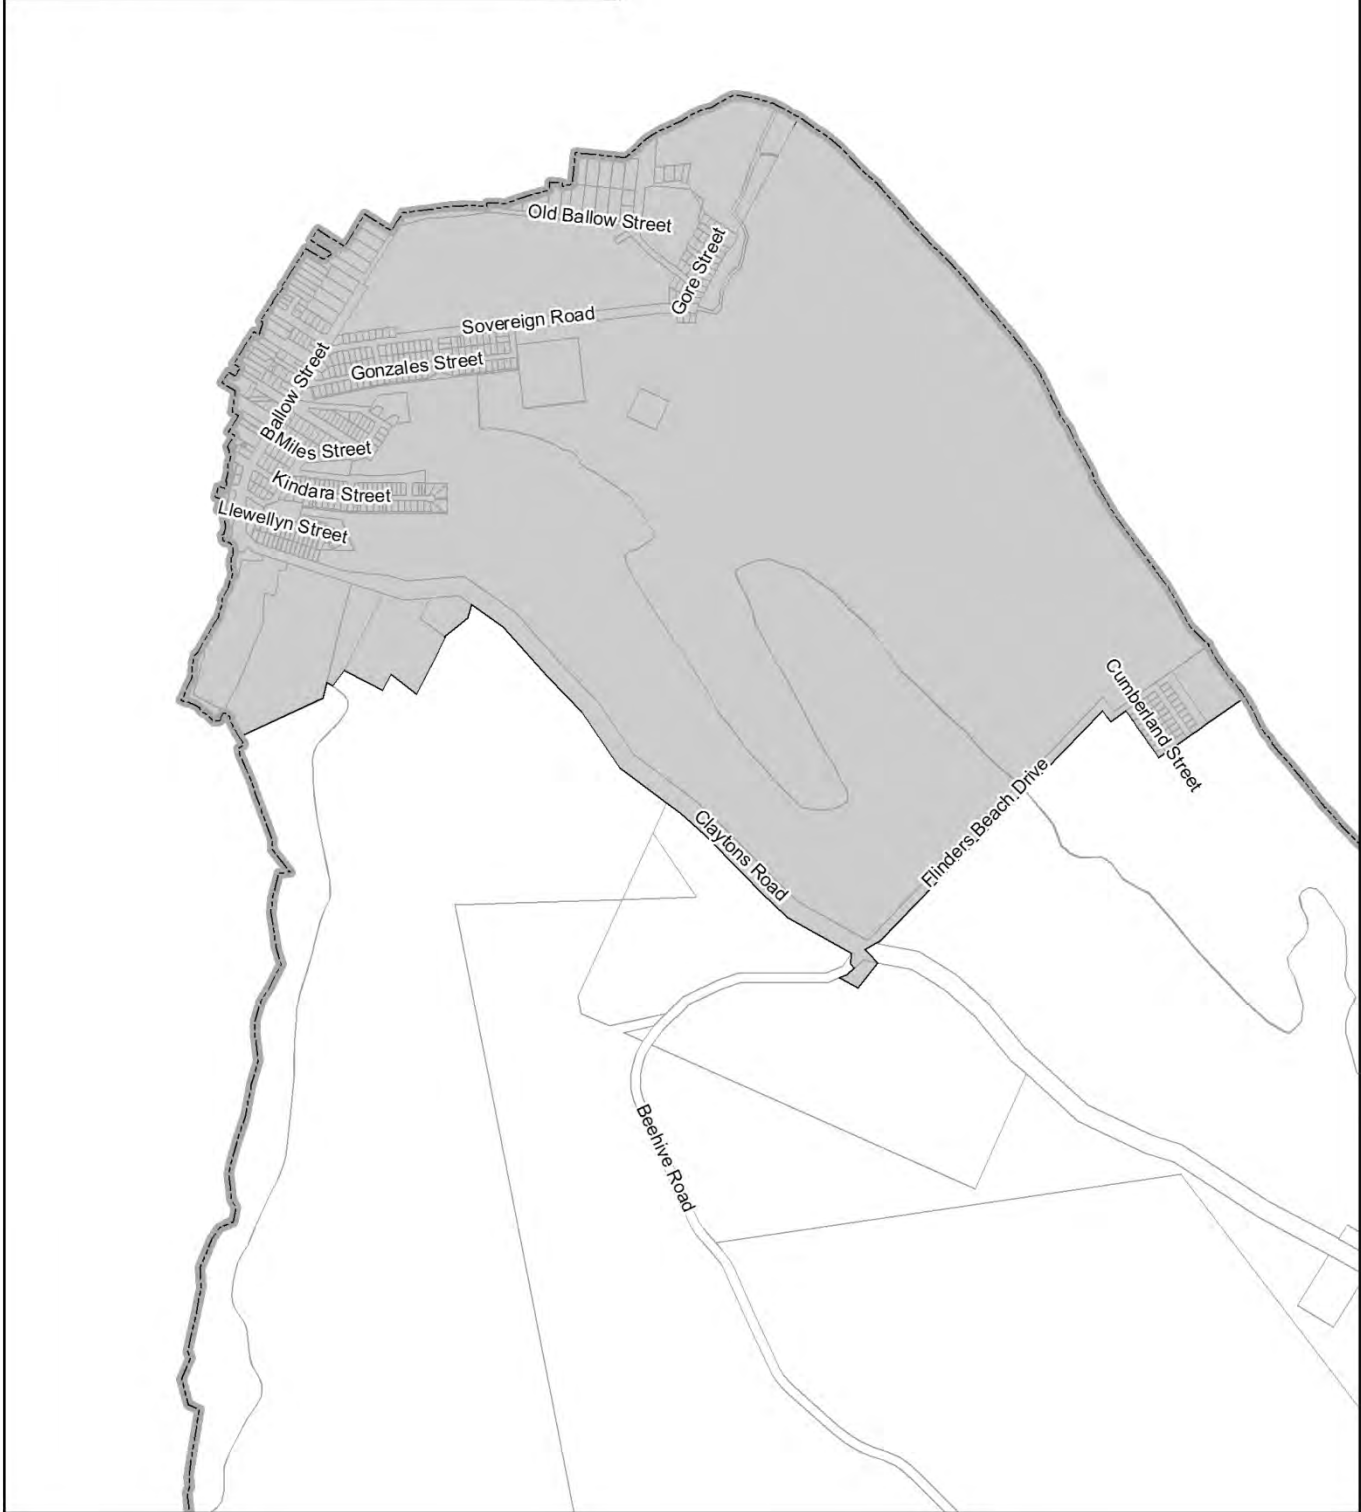 Old Ballow Street
Gore Street
Sovereign Road
Gonzales Street
Ballow Street
Miles Street
Kindara Street
Llewellyn Street
Cumberland Street
Flinders Beach Drive
Claytons Road
Beehive Road